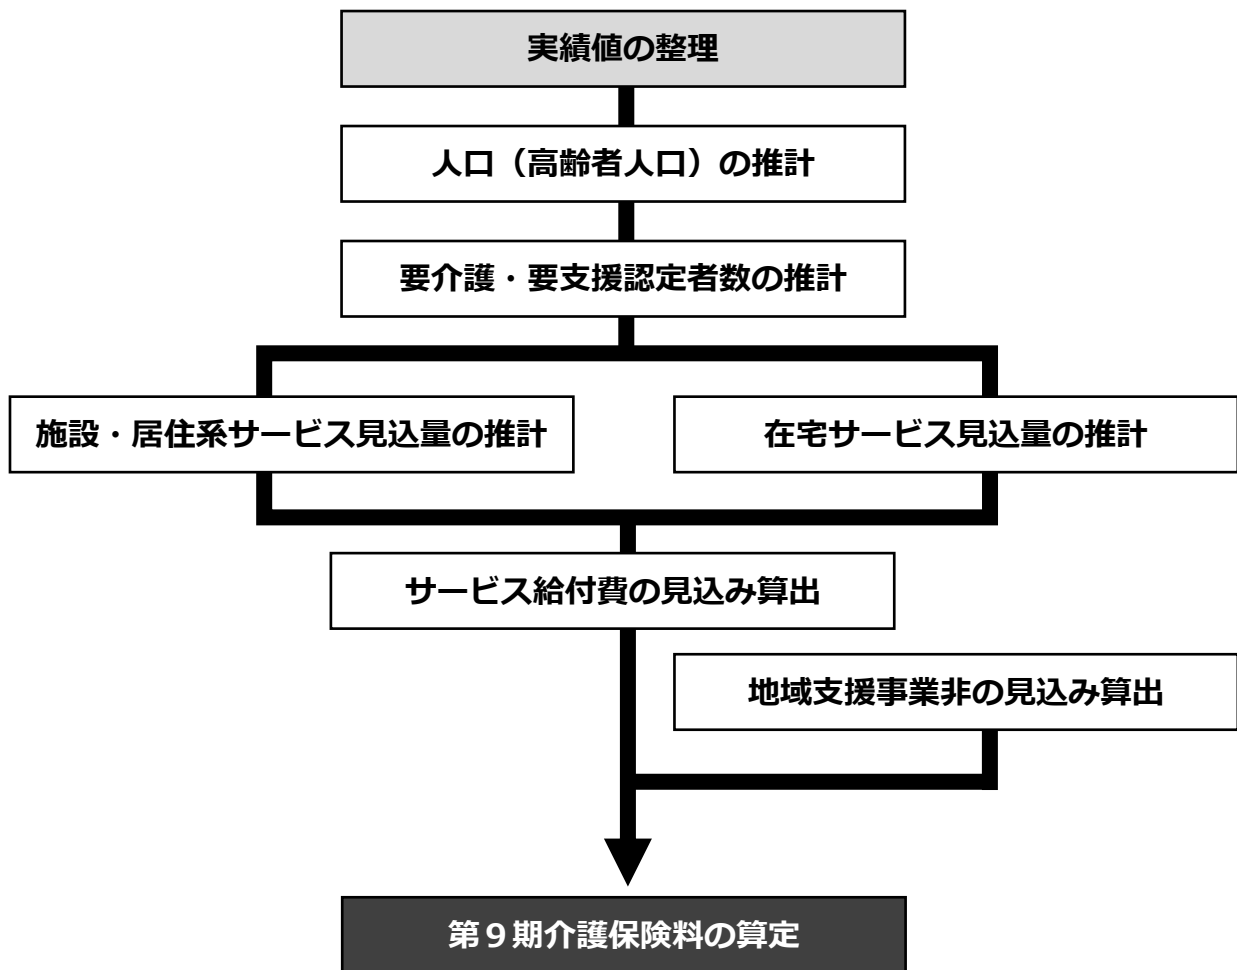 実績値の整理
人口（高齢者人口）の推計
要介護・要支援認定者数の推計
施設・居住系サービス見込量の推計
在宅サービス見込量の推計
サービス給付費の見込み算出
地域支援事業非の見込み算出
第９期介護保険料の算定